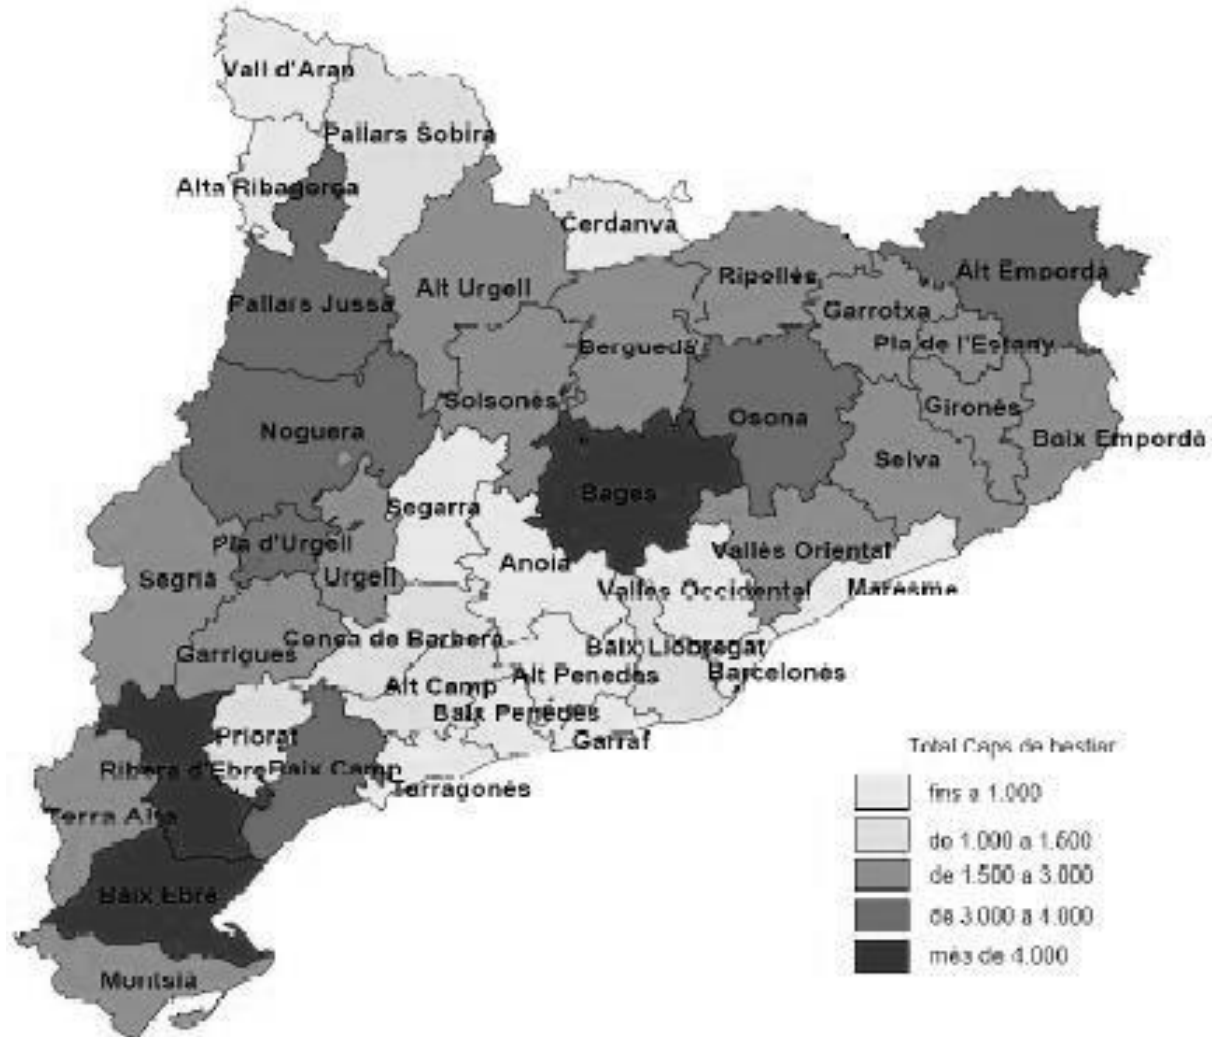 Vall d'Aran
Pallars Sobirà
Alta Ribagorça
Cerdanya
Alt Urgell
Ripollès
Alt Empordà
Pallars Jussà
Garrotxa
Pla de l'Estany
Berguedà
Solsonès
Gironès
Osona
Noguera
Baix Empordà
Selva
Bages
Segarra
Pla d'Urgell
Vallès Oriental
Anoia
Segrià
Urgell
Vallès Occidental
Maresme
Conca de Barberà
Garrigues
Baix Llobregat
Alt Penedès
Barcelonès
Alt Camp
Baix Penedès
Priorat
Garraf
Ribera d'Ebre
Baix Camp
Tarragonès
Terra Alta
Baix Ebre
Montsià
Total Caps de bestiar
fins a 1.000
de 1.000 a 1.500
de 1.500 a 3.000
de 3.000 a 4.000
més de 4.000